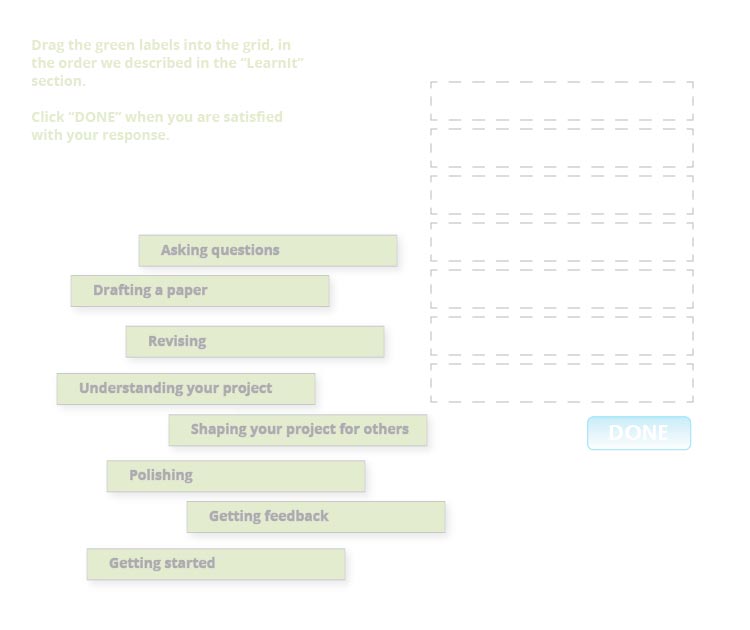 Drag the green labels into the grid, in
the order we described in the “LearnIt”
section.
Click “DONE” when you are satisfied
with your response.
Asking questions
Drafting a paper
Revising
Understanding your project
Shaping your project for others
Polishing
Getting feedback
Getting started
DONE